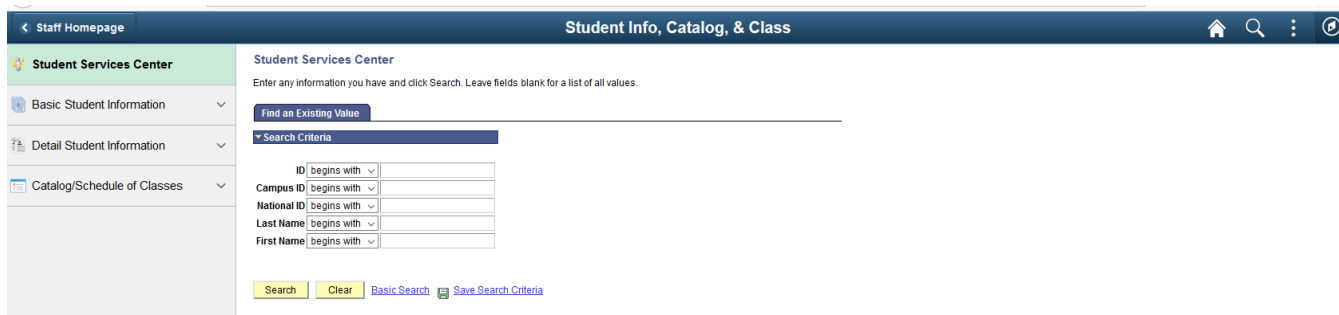 Staff Homepage
Student Info, Catalog, & Class
Student Services Center
Basic Student Information
Detail Student Information
Catalog/Schedule of Classes
Student Services Center
Enter any information you have and click Search. Leave fields blank for a list of all values.
Find an Existing Value
Search Criteria
ID begins with
Campus ID begins with
National ID begins with
Last Name begins with
First Name begins with
Search Clear Basic Search Save Search Criteria